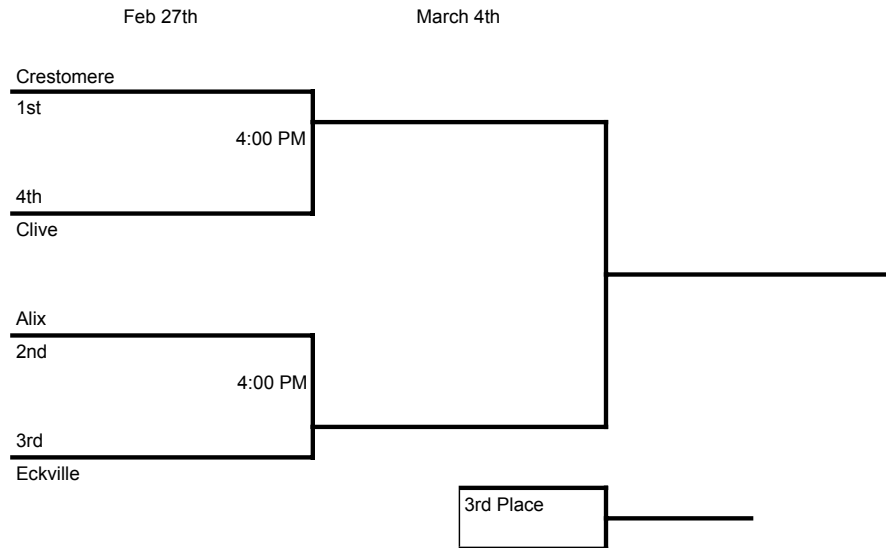 Feb 27th March 4th
Crestomere
1st
4:00 PM
4th
Clive
Alix
2nd
4:00 PM
3rd
Eckville
3rd Place